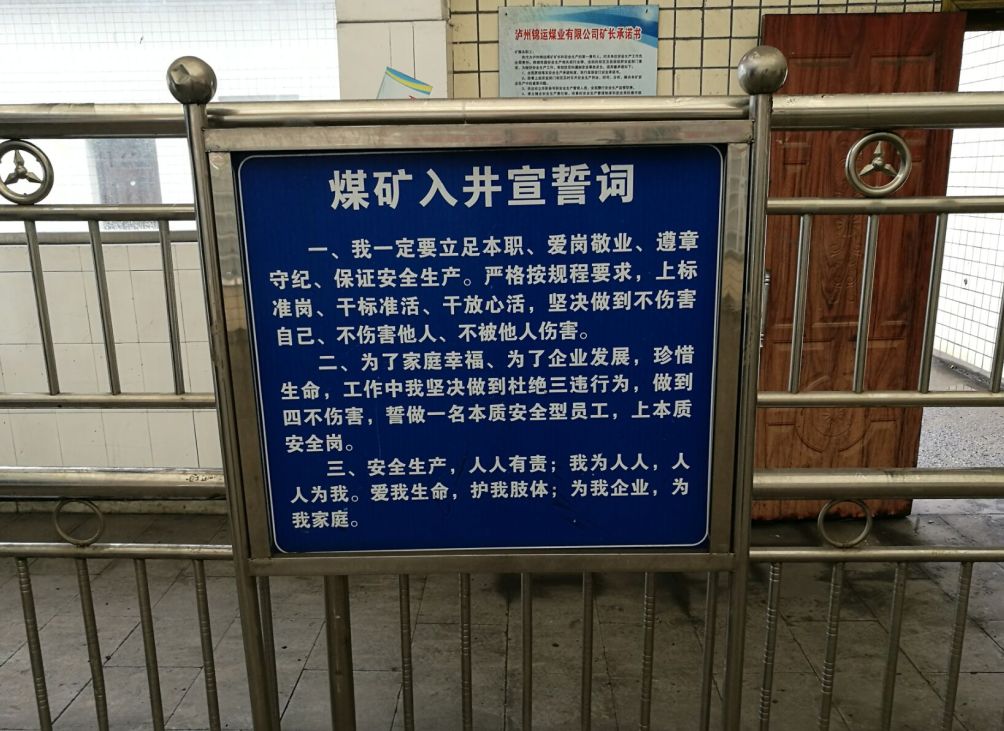 泸州锦运煤业有限公司矿长承诺书
煤矿入井宣誓词
一、我一定要立足本职、爱岗敬业、遵章
守纪、保证安全生产。严格按规程要求，上标
准岗、干标准活、干放心活，坚决做到不伤害
自己、不伤害他人、不被他人伤害。
二、为了家庭幸福、为了企业发展，珍惜
生命，工作中我坚决做到杜绝三违行为，做到
四不伤害，誓做一名本质安全型员工，上本质
安全岗。
三、安全生产，人人有责；我为人人，人
人为我。爱我生命，护我肢体；为我企业，为
我家庭。